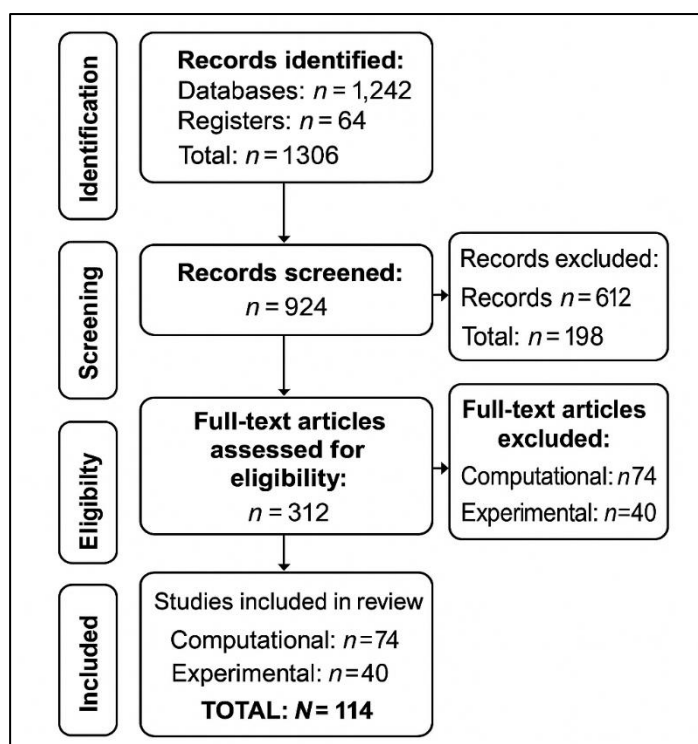 Identification
Records identified:
Databases: n = 1,242
Registers: n = 64
Total: n = 1306
Screening
Records screened:
n = 924
Records excluded:
Records n = 612
Total: n = 198
Eligibilty
Full-text articles
assessed for
eligibility:
n = 312
Full-text articles
excluded:
Computational: n74
Experimental: n=40
Included
Studies included in review
Computational: n=74
Experimental: n=40
TOTAL: N = 114